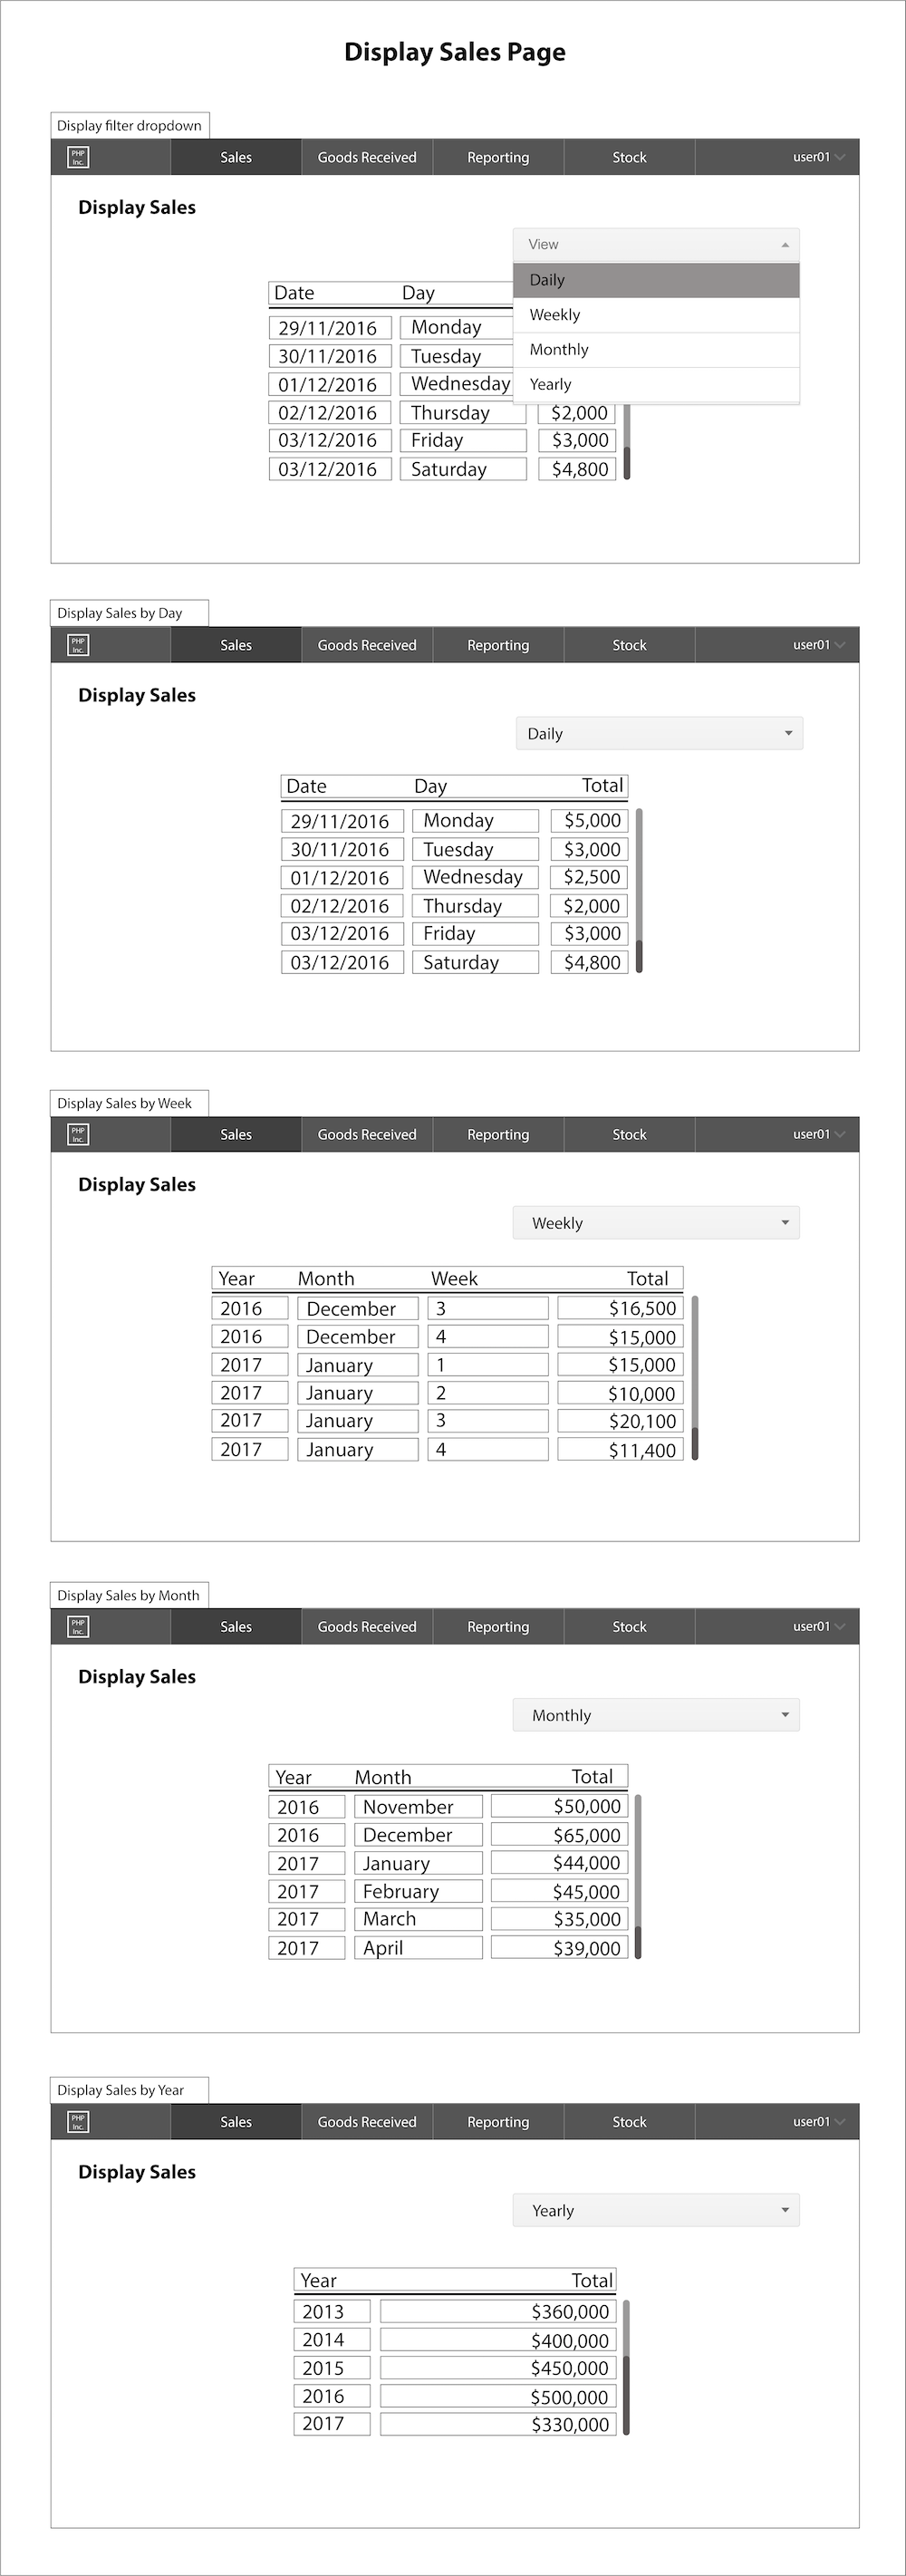 Display Sales Page
Display filter dropdown
PHP Inc. Sales Goods Received Reporting Stock user01
Display Sales
View
Daily
Weekly
Monthly
Yearly
Date Day
29/11/2016 Monday
30/11/2016 Tuesday
01/12/2016 Wednesday
02/12/2016 Thursday $2,000
03/12/2016 Friday $3,000
03/12/2016 Saturday $4,800
Display Sales by Day
PHP Inc. Sales Goods Received Reporting Stock user01
Display Sales
Daily
Date Day Total
29/11/2016 Monday $5,000
30/11/2016 Tuesday $3,000
01/12/2016 Wednesday $2,500
02/12/2016 Thursday $2,000
03/12/2016 Friday $3,000
03/12/2016 Saturday $4,800
Display Sales by Week
PHP Inc. Sales Goods Received Reporting Stock user01
Display Sales
Weekly
Year Month Week Total
2016 December 3 $16,500
2016 December 4 $15,000
2017 January 1 $15,000
2017 January 2 $10,000
2017 January 3 $20,100
2017 January 4 $11,400
Display Sales by Month
PHP Inc. Sales Goods Received Reporting Stock user01
Display Sales
Monthly
Year Month Total
2016 November $50,000
2016 December $65,000
2017 January $44,000
2017 February $45,000
2017 March $35,000
2017 April $39,000
Display Sales by Year
PHP Inc. Sales Goods Received Reporting Stock user01
Display Sales
Yearly
Year Total
2013 $360,000
2014 $400,000
2015 $450,000
2016 $500,000
2017 $330,000